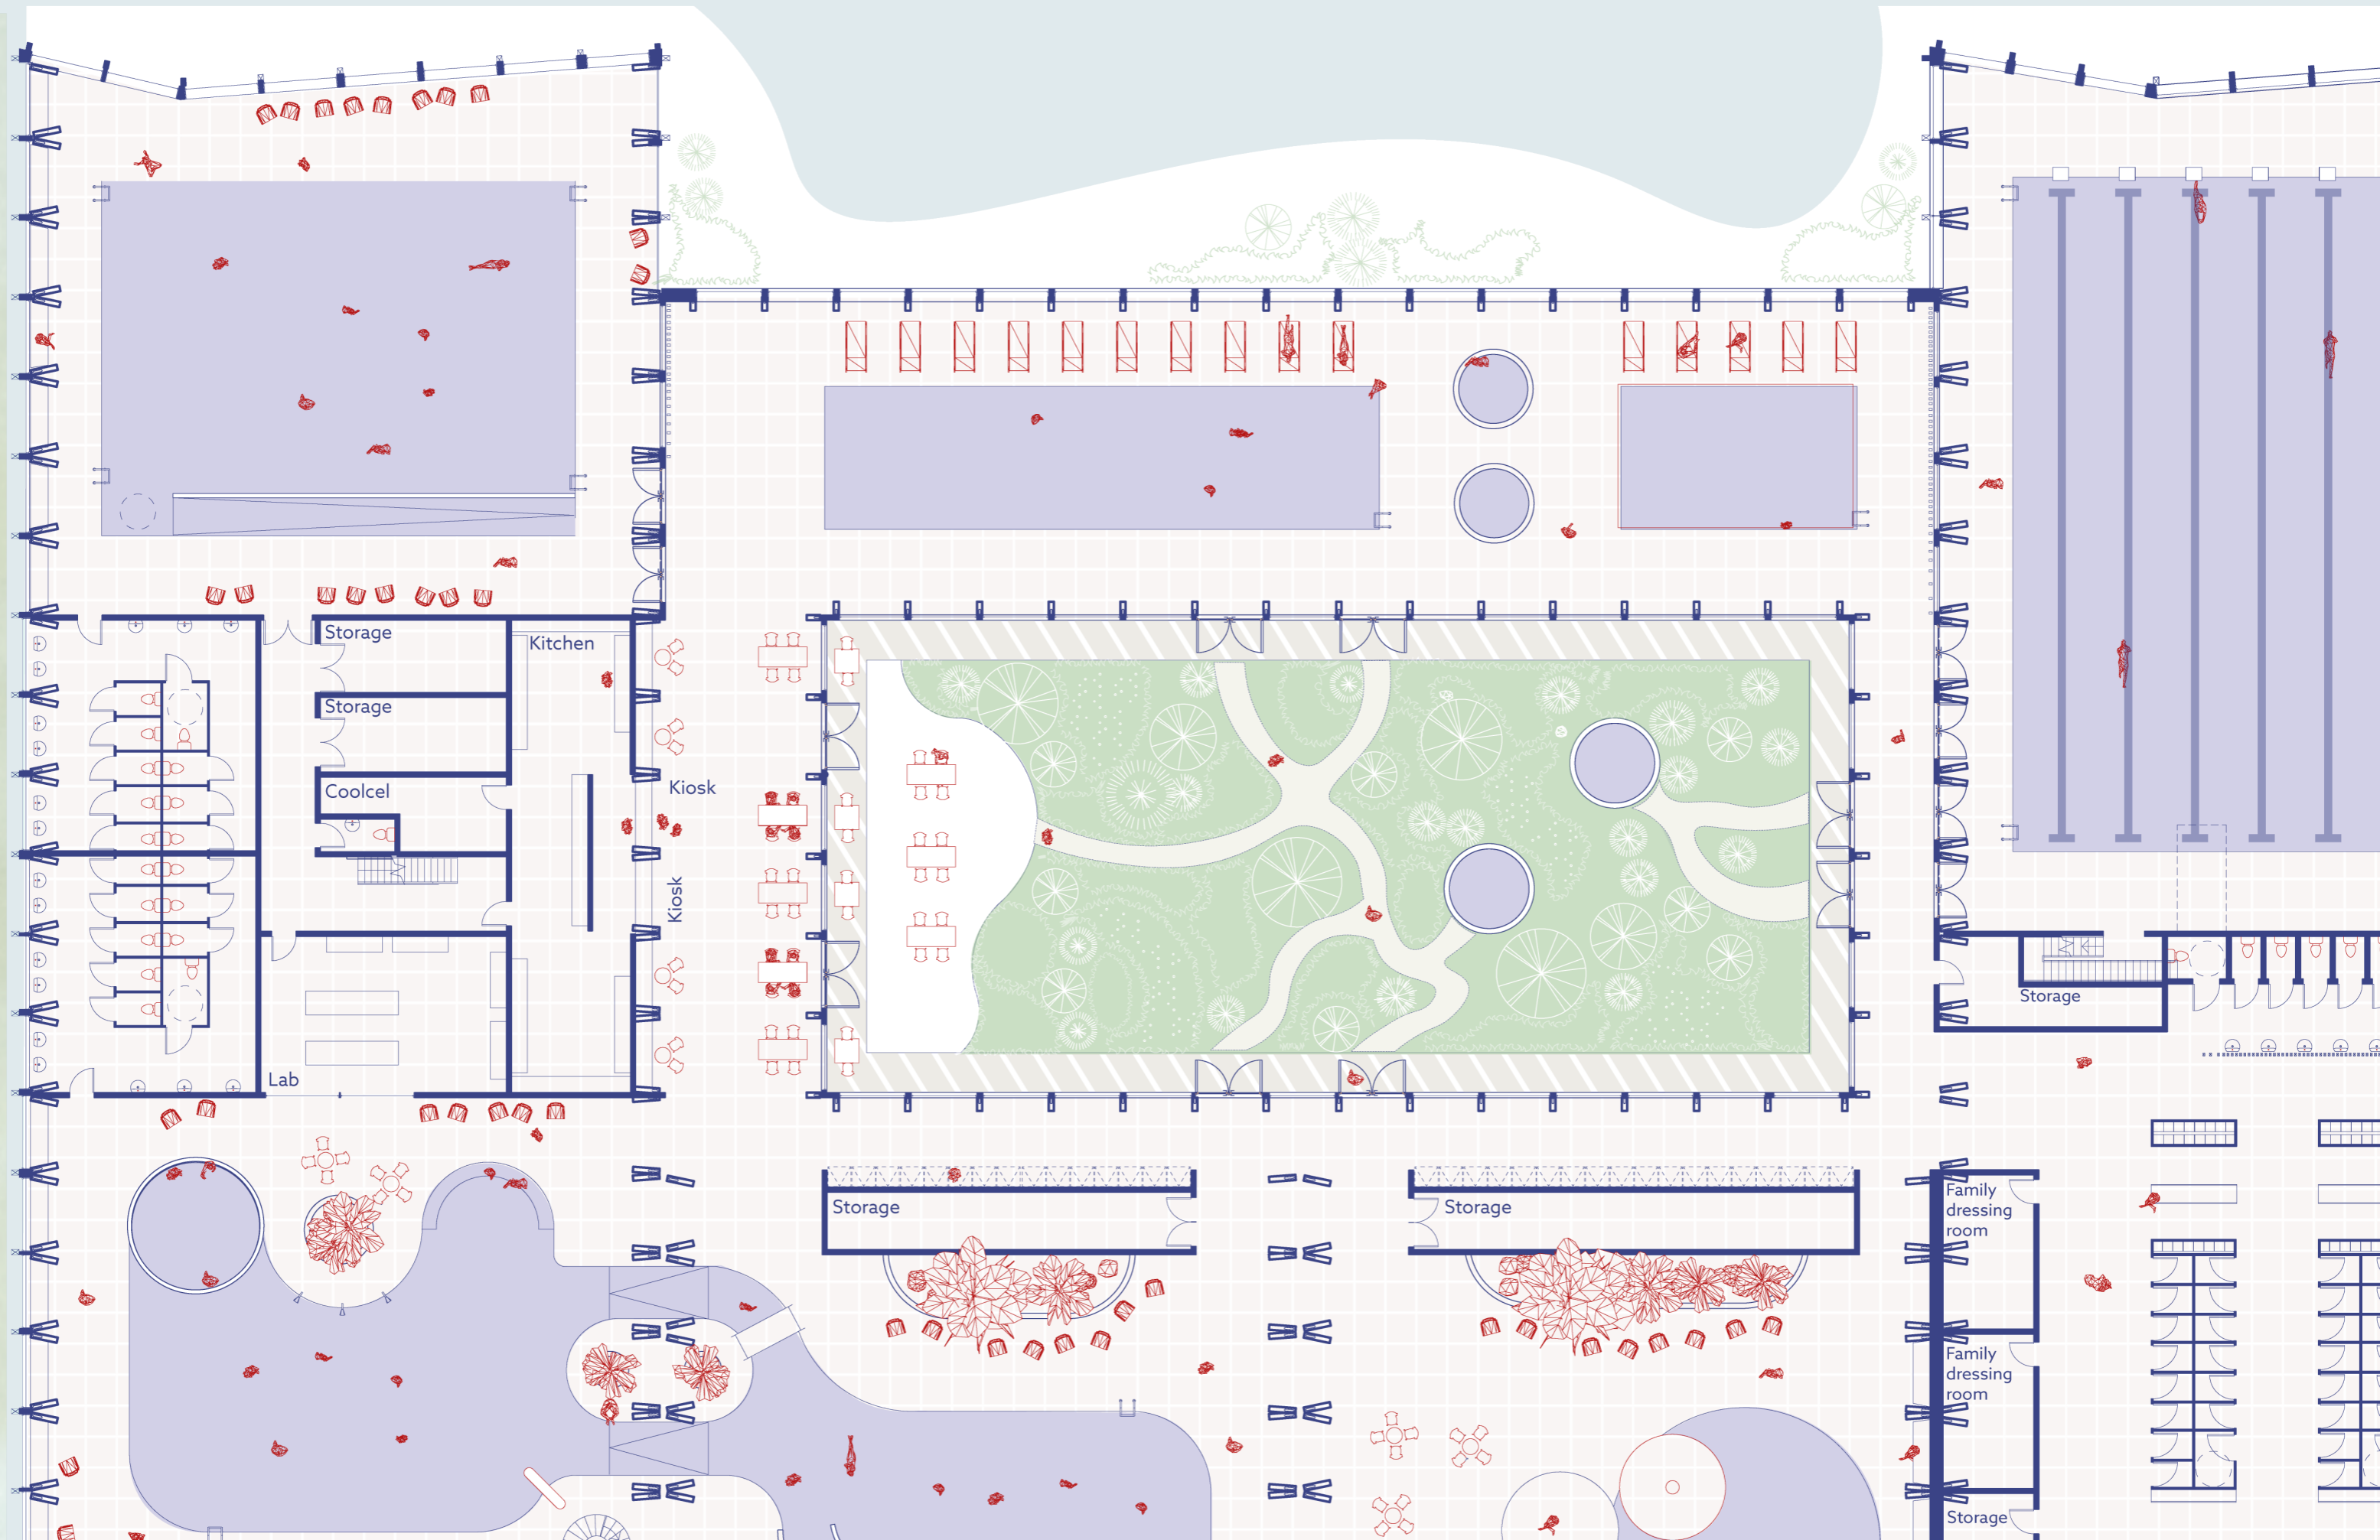 Storage
Kitchen
Storage
Coolcel
Kiosk
Kiosk
Lab
Storage
Storage
Storage
Family
dressing
room
Family
dressing
room
Storage